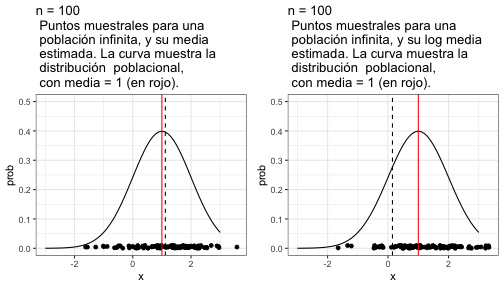 n = 100
Puntos muestrales para una
población infinita, y su media
estimada. La curva muestra la
distribución  poblacional,
con media = 1 (en rojo).
0.5
0.4
0.3
0.2
0.1
0.0
prob
-2
0
2
x
n = 100
Puntos muestrales para una
población infinita, y su log media
estimada. La curva muestra la
distribución  poblacional,
con media = 1 (en rojo).
0.5
0.4
0.3
0.2
0.1
0.0
prob
-2
0
2
x